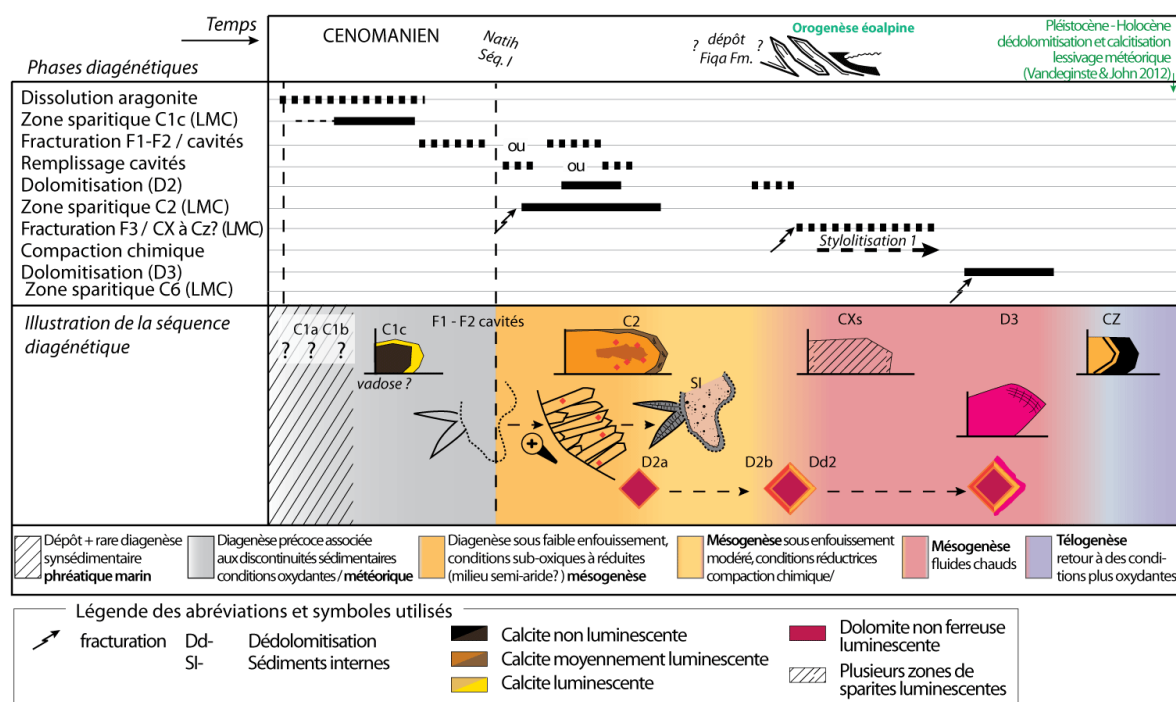 Temps
CENOMANIEN
Natih
Séq. I
? dépôt ?
Fiqa Fm.
Orogenèse éoalpine
Pléistocène - Holocène
dédolomitisation et calcitisation
lessivage météorique
(Vandeginste & John 2012)
Phases diagénétiques
Dissolution aragonite
Zone sparitique C1c (LMC)
Fracturation F1-F2 / cavités
ou
Remplissage cavités
ou
Dolomitisation (D2)
Zone sparitique C2 (LMC)
Fracturation F3 / CX à Cz? (LMC)
Compaction chimique
Stylolitisation 1
Dolomitisation (D3)
Zone sparitique C6 (LMC)
Illustration de la séquence
diagénétique
C1a C1b
? ? ?
C1c
vadose ?
F1 - F2 cavités
C2
SI
CXs
D3
CZ
D2a
D2b
Dd2
Dépôt + rare diagenèse
synsédimentaire
phréatique marin
Diagenèse précoce associée
aux discontinuités sédimentaires
conditions oxydantes / météorique
Diagenèse sous faible enfouissement,
conditions sub-oxiques à réduites
(milieu semi-aride? ) mésogenèse
Mésogenèse sous enfouissement
modéré, conditions réductrices
compaction chimique/
Mésogenèse
fluides chauds
Télogenèse
retour à des condi-
tions plus oxydantes
Légende des abréviations et symboles utilisés
fracturation
Dd- Dédolomitisation
SI- Sédiments internes
Calcite non luminescente
Calcite moyennement luminescente
Calcite luminescente
Dolomite non ferreuse
luminescente
Plusieurs zones de
sparites luminescentes